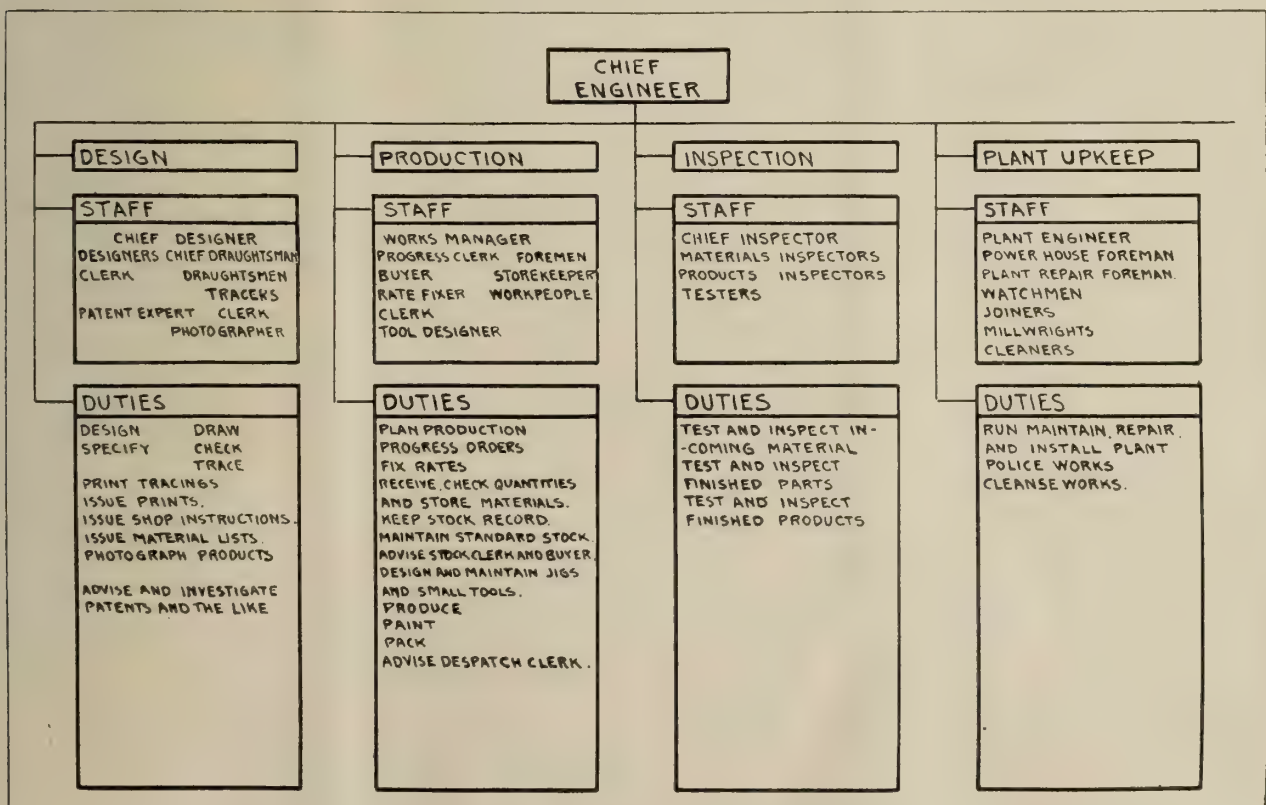 CHIEF
ENGINEER
DESIGN
STAFF
CHIEF DESIGNER
DESIGNERS CHIEF DRAUGHTSMAN
CLERK DRAUGHTSMEN
TRACERS
PATENT EXPERT CLERK
PHOTOGRAPHER
DUTIES
DESIGN DRAW
SPECIFY CHECK
TRACE
PRINT TRACINGS
ISSUE PRINTS.
ISSUE SHOP INSTRUCTIONS.
ISSUE MATERIAL LISTS.
PHOTOGRAPH PRODUCTS
ADVISE AND INVESTIGATE
PATENTS AND THE LIKE
PRODUCTION
STAFF
WORKS MANAGER
PROGRESS CLERK FOREMEN
BUYER STOREKEEPER
RATE FIXER WORKPEOPLE
CLERK
TOOL DESIGNER
DUTIES
PLAN PRODUCTION
PROGRESS ORDERS
FIX RATES
RECEIVE, CHECK QUANTITIES
AND STORE MATERIALS.
KEEP STOCK RECORD.
MAINTAIN STANDARD STOCK.
ADVISE STOCK CLERK AND BUYER.
DESIGN AND MAINTAIN JIGS
AND SMALL TOOLS.
PRODUCE
PAINT
PACK
ADVISE DESPATCH CLERK.
INSPECTION
STAFF
CHIEF INSPECTOR
MATERIALS INSPECTORS
PRODUCTS INSPECTORS
TESTERS
DUTIES
TEST AND INSPECT IN-
-COMING MATERIAL
TEST AND INSPECT
FINISHED PARTS
TEST AND INSPECT
FINISHED PRODUCTS
PLANT UPKEEP
STAFF
PLANT ENGINEER
POWER HOUSE FOREMAN
PLANT REPAIR FOREMAN.
WATCHMEN
JOINERS
MILLWRIGHTS
CLEANERS
DUTIES
RUN MAINTAIN, REPAIR,
AND INSTALL PLANT
POLICE WORKS
CLEANSE WORKS.